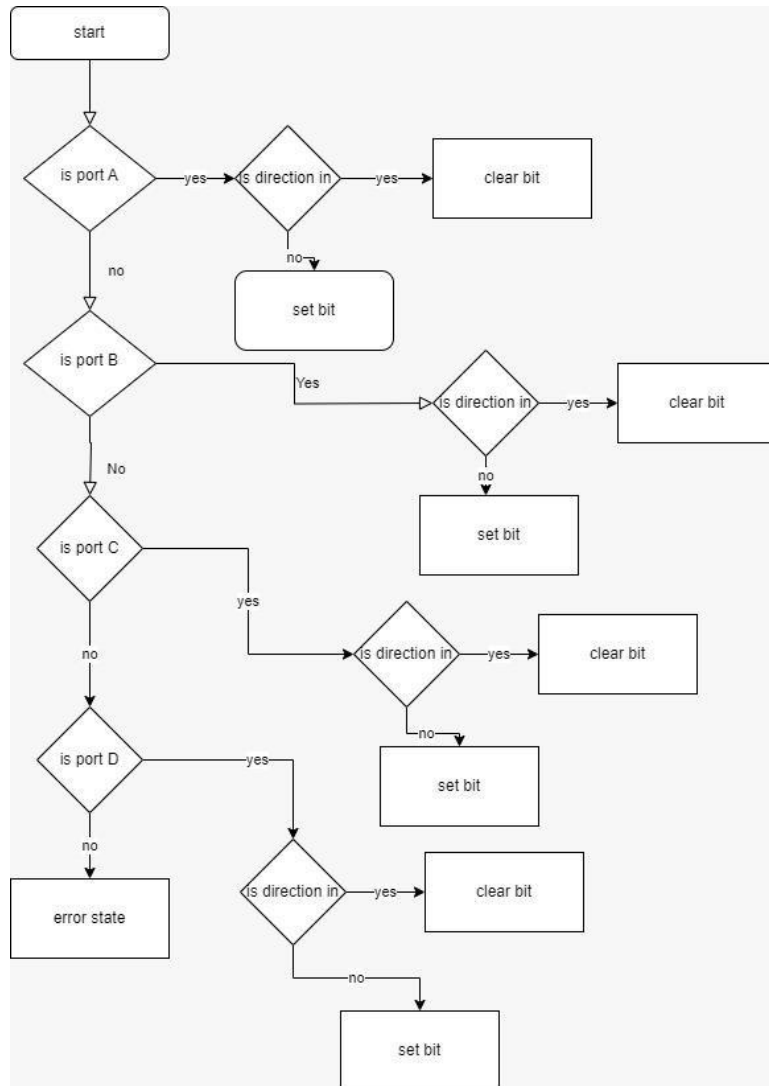 start
is port A
yes
is direction in
yes
clear bit
no
no
set bit
is port B
Yes
is direction in
yes
clear bit
No
no
set bit
is port C
yes
is direction in
yes
clear bit
no
no
set bit
is port D
yes
no
is direction in
yes
clear bit
error state
no
set bit